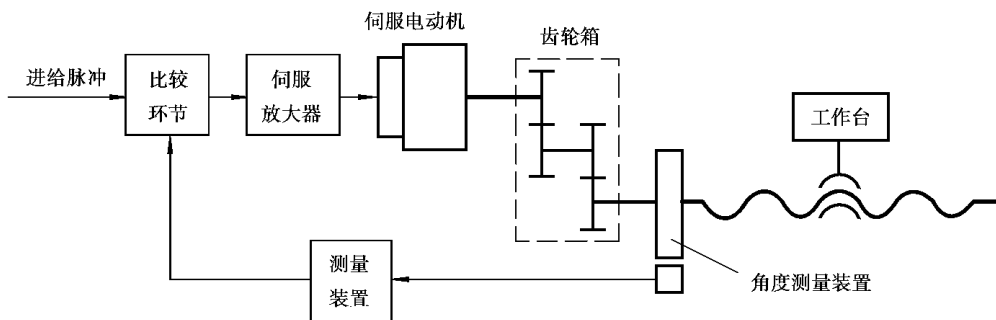 伺服电动机
齿轮箱
进给脉冲
比较
环节
伺服
放大器
工作台
测量
装置
角度测量装置